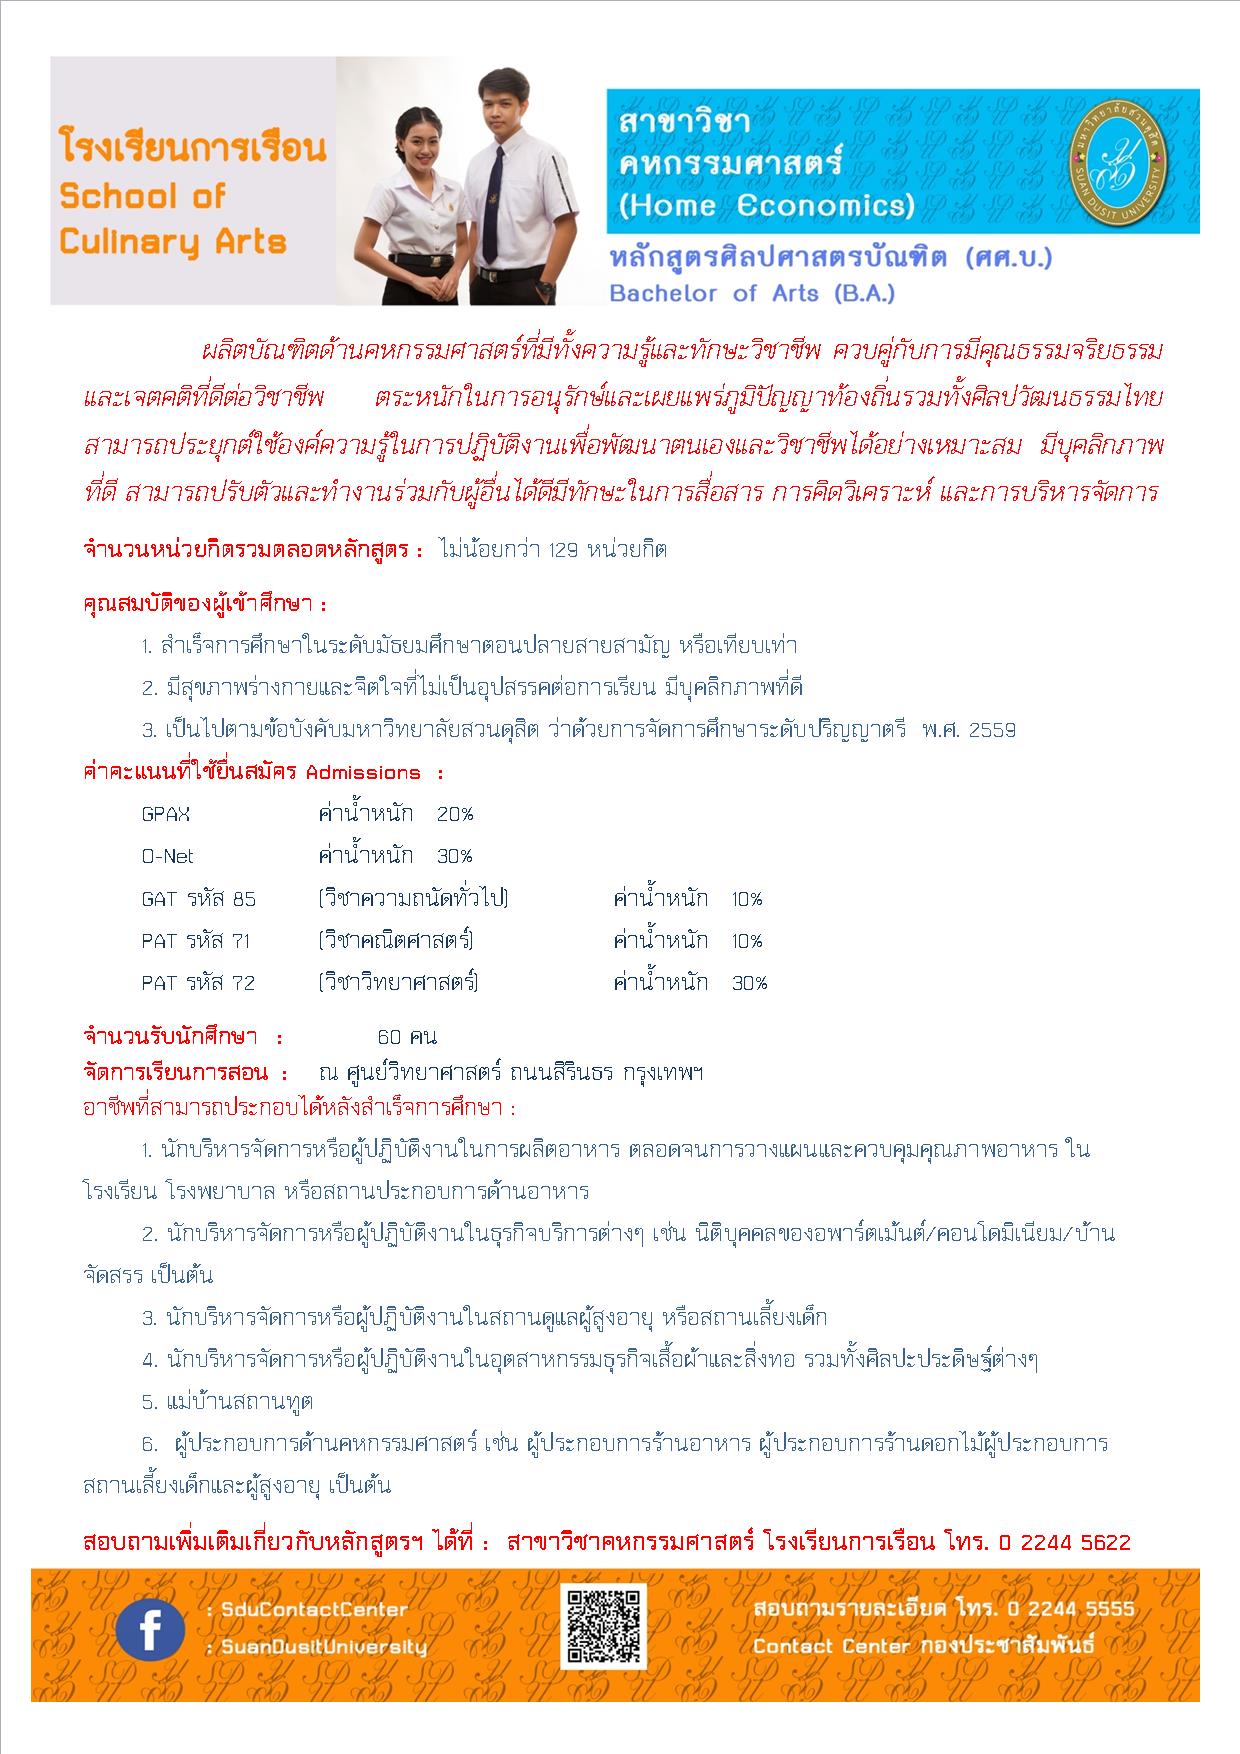 โรงเรียนการเรือน
School of
Culinary Arts
สาขาวิชา
คหกรรมศาสตร์
(Home Economics)
มหาวิทยาลัยสวนดุสิต
SUAN DUSIT UNIVERSITY
หลักสูตรศิลปศาสตรบัณฑิต (ศศ.บ.)
Bachelor of Arts (B.A.)
ผลิตบัณฑิตด้านคหกรรมศาสตร์ที่มีทั้งความรู้และทักษะวิชาชีพ ควบคู่กับการมีคุณธรรมจริยธรรม
และเจตคติที่ดีต่อวิชาชีพ ตระหนักในการอนุรักษ์และเผยแพร่ภูมิปัญญาท้องถิ่นรวมทั้งศิลปวัฒนธรรมไทย
สามารถประยุกต์ใช้องค์ความรู้ในการปฏิบัติงานเพื่อพัฒนาตนเองและวิชาชีพได้อย่างเหมาะสม มีบุคลิกภาพ
ที่ดี สามารถปรับตัวและทำงานร่วมกับผู้อื่นได้ดีมีทักษะในการสื่อสาร การคิดวิเคราะห์ และการบริหารจัดการ
จำนวนหน่วยกิตรวมตลอดหลักสูตร : ไม่น้อยกว่า 129 หน่วยกิต
คุณสมบัติของผู้เข้าศึกษา :
1. สำเร็จการศึกษาในระดับมัธยมศึกษาตอนปลายสายสามัญ หรือเทียบเท่า
2. มีสุขภาพร่างกายและจิตใจที่ไม่เป็นอุปสรรคต่อการเรียน มีบุคลิกภาพที่ดี
3. เป็นไปตามข้อบังคับมหาวิทยาลัยสวนดุสิต ว่าด้วยการจัดการศึกษาระดับปริญญาตรี พ.ศ. 2559
ค่าคะแนนที่ใช้ยื่นสมัคร Admissions :
GPAX ค่าน้ำหนัก 20%
O-Net ค่าน้ำหนัก 30%
GAT รหัส 85 (วิชาความถนัดทั่วไป) ค่าน้ำหนัก 10%
PAT รหัส 71 (วิชาคณิตศาสตร์) ค่าน้ำหนัก 10%
PAT รหัส 72 (วิชาวิทยาศาสตร์) ค่าน้ำหนัก 30%
จำนวนรับนักศึกษา : 60 คน
จัดการเรียนการสอน : ณ ศูนย์วิทยาศาสตร์ ถนนสิรินธร กรุงเทพฯ
อาชีพที่สามารถประกอบได้หลังสำเร็จการศึกษา :
1. นักบริหารจัดการหรือผู้ปฏิบัติงานในการผลิตอาหาร ตลอดจนการวางแผนและควบคุมคุณภาพอาหาร ใน
โรงเรียน โรงพยาบาล หรือสถานประกอบการด้านอาหาร
2. นักบริหารจัดการหรือผู้ปฏิบัติงานในธุรกิจบริการต่างๆ เช่น นิติบุคคลของอพาร์ตเม้นต์/คอนโดมิเนียม/บ้าน
จัดสรร เป็นต้น
3. นักบริหารจัดการหรือผู้ปฏิบัติงานในสถานดูแลผู้สูงอายุ หรือสถานเลี้ยงเด็ก
4. นักบริหารจัดการหรือผู้ปฏิบัติงานในอุตสาหกรรมธุรกิจเสื้อผ้าและสิ่งทอ รวมทั้งศิลปะประดิษฐ์ต่างๆ
5. แม่บ้านสถานทูต
6. ผู้ประกอบการด้านคหกรรมศาสตร์ เช่น ผู้ประกอบการร้านอาหาร ผู้ประกอบการร้านดอกไม้ผู้ประกอบการ
สถานเลี้ยงเด็กและผู้สูงอายุ เป็นต้น
สอบถามเพิ่มเติมเกี่ยวกับหลักสูตรฯ ได้ที่ : สาขาวิชาคหกรรมศาสตร์ โรงเรียนการเรือน โทร. 0 2244 5622
: SduContactCenter
: SuanDusitUniversity
สอบถามรายละเอียด โทร. 0 2244 5555
Contact Center กองประชาสัมพันธ์